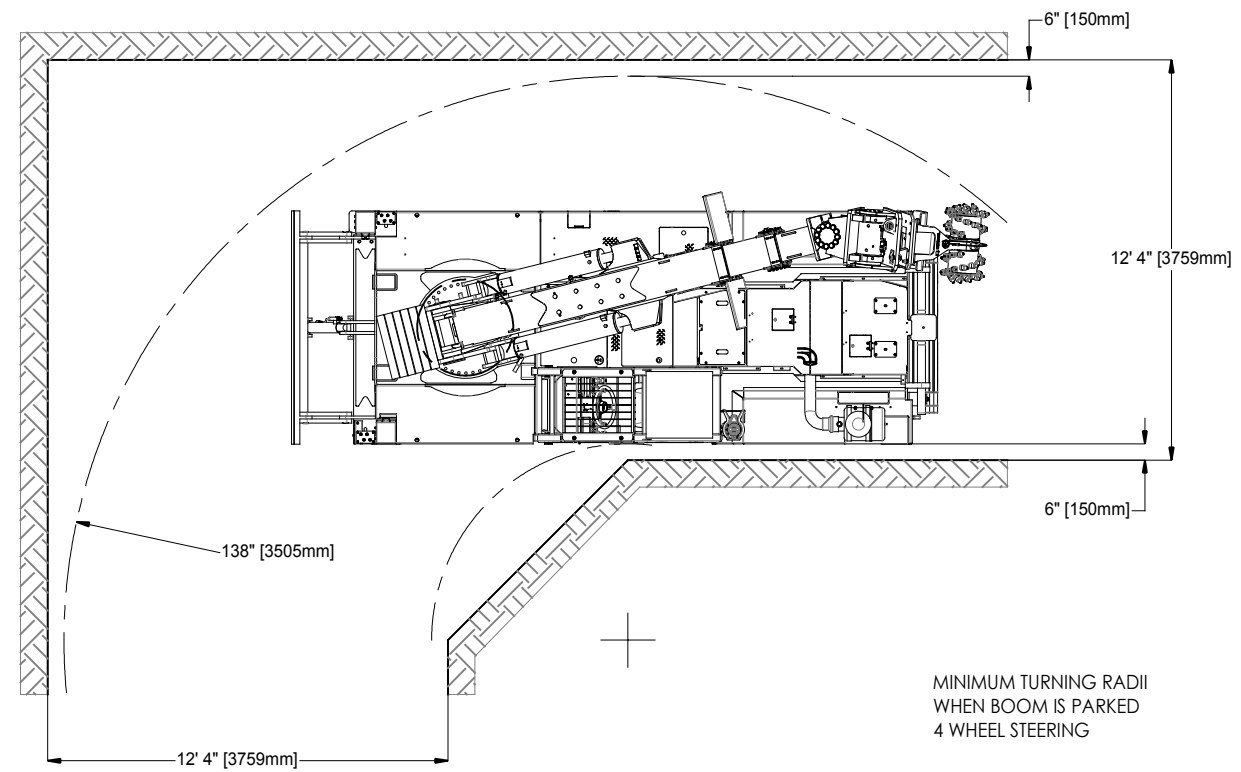 6" [150mm]
12' 4" [3759mm]
6" [150mm]
138" [3505mm]
MINIMUM TURNING RADII
WHEN BOOM IS PARKED
4 WHEEL STEERING
12' 4" [3759mm]